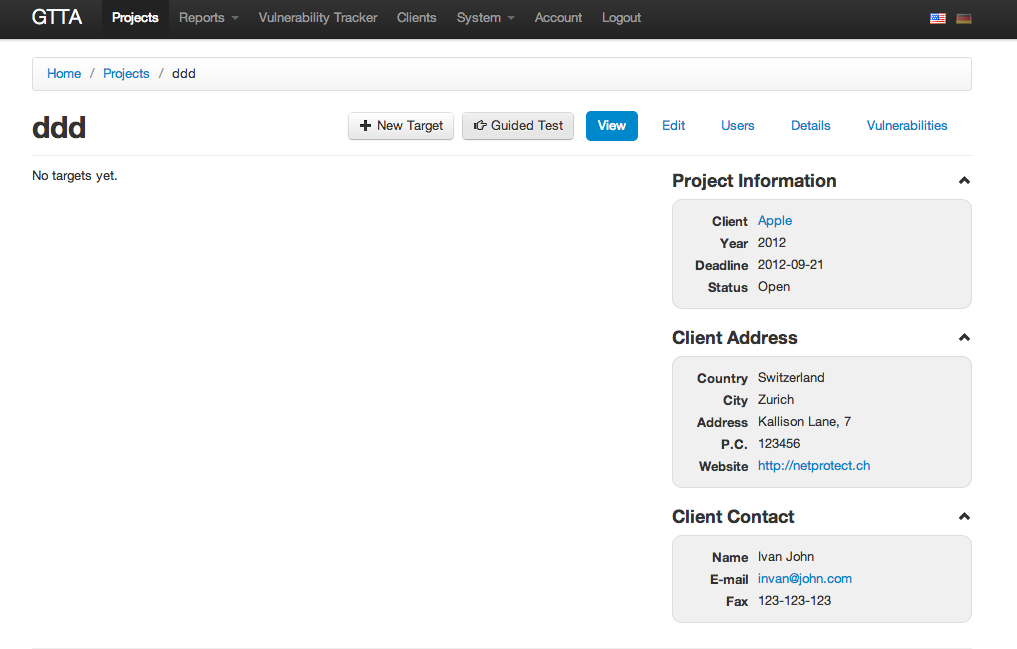 GTTA Projects Reports Vulnerability Tracker Clients System Account Logout
Home / Projects / ddd
ddd New Target Guided Test View Edit Users Details Vulnerabilities
No targets yet.
Project Information
Client Apple
Year 2012
Deadline 2012-09-21
Status Open
Client Address
Country Switzerland
City Zurich
Address Kallison Lane, 7
P.C. 123456
Website http://netprotect.ch
Client Contact
Name Ivan John
E-mail invan@john.com
Fax 123-123-123